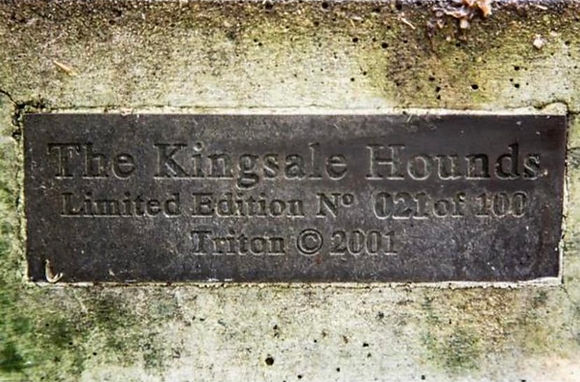 The Kingsale Hounds
Limited Edition Nº 021 of 100
Triton © 2001